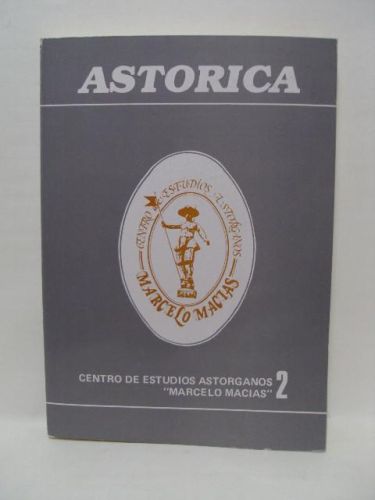 ASTORICA
CENTRO DE ESTUDIOS ASTORGANOS
MARCELO MACIAS
CENTRO DE ESTUDIOS ASTORGANOS 2
"MARCELO MACIAS"